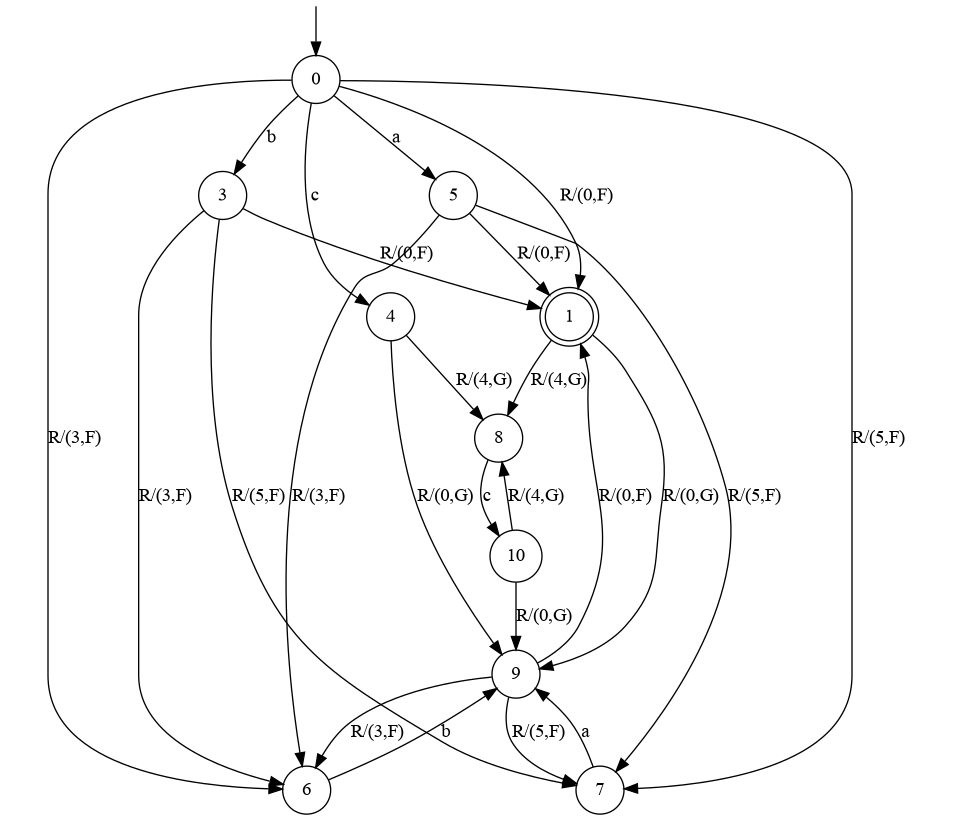 0
b
a
c
3
5
R/(0,F)
R/(0,F)
R/(0,F)
4
1
R/(4,G)
R/(4,G)
R/(3,F)
8
R/(5,F)
R/(3,F)
R/(5,F)
R/(3,F)
R/(0,G)
c
R/(4,G)
R/(0,F)
R/(0,G)
R/(5,F)
10
R/(0,G)
9
R/(3,F)
b
R/(5,F)
a
6
7